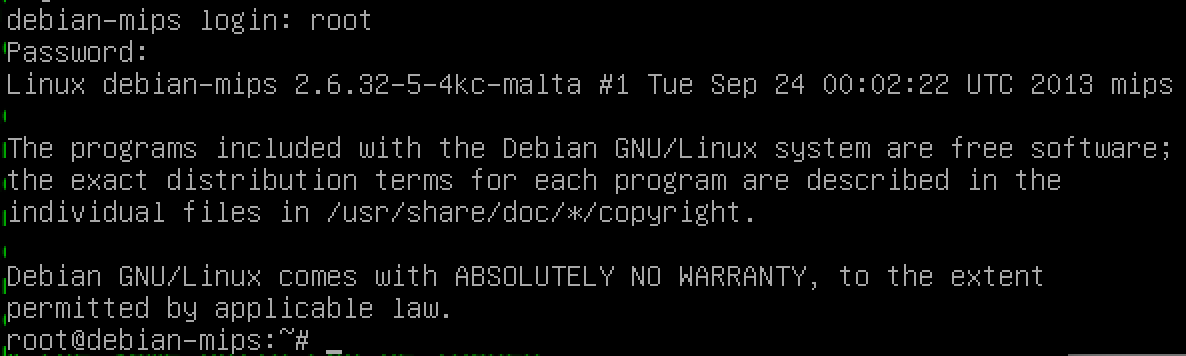 debian-mips login: root
Password:
Linux debian-mips 2.6.32-5-4kc-malta #1 Tue Sep 24 00:02:22 UTC 2013 mips
The programs included with the Debian GNU/Linux system are free software;
the exact distribution terms for each program are described in the
individual files in /usr/share/doc/*/copyright.
Debian GNU/Linux comes with ABSOLUTELY NO WARRANTY, to the extent
permitted by applicable law.
root@debian-mips:~# _